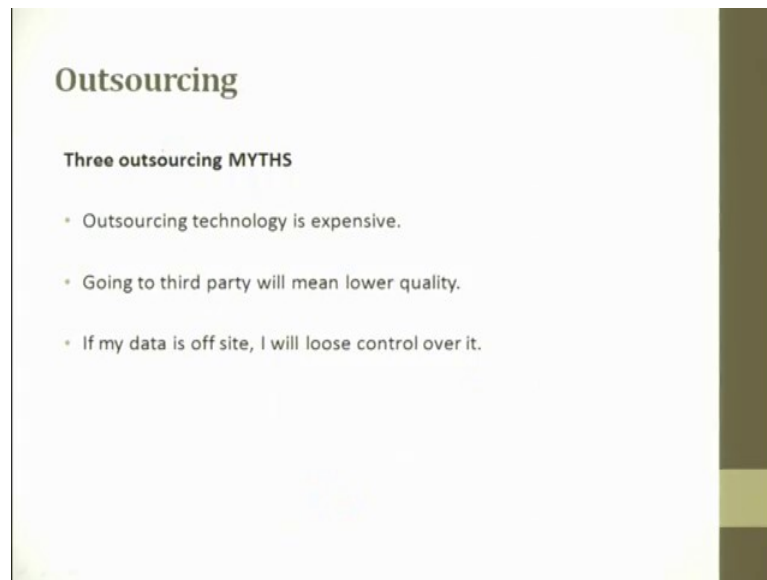 Outsourcing
Three outsourcing MYTHS
• Outsourcing technology is expensive.
• Going to third party will mean lower quality.
• If my data is off site, I will loose control over it.